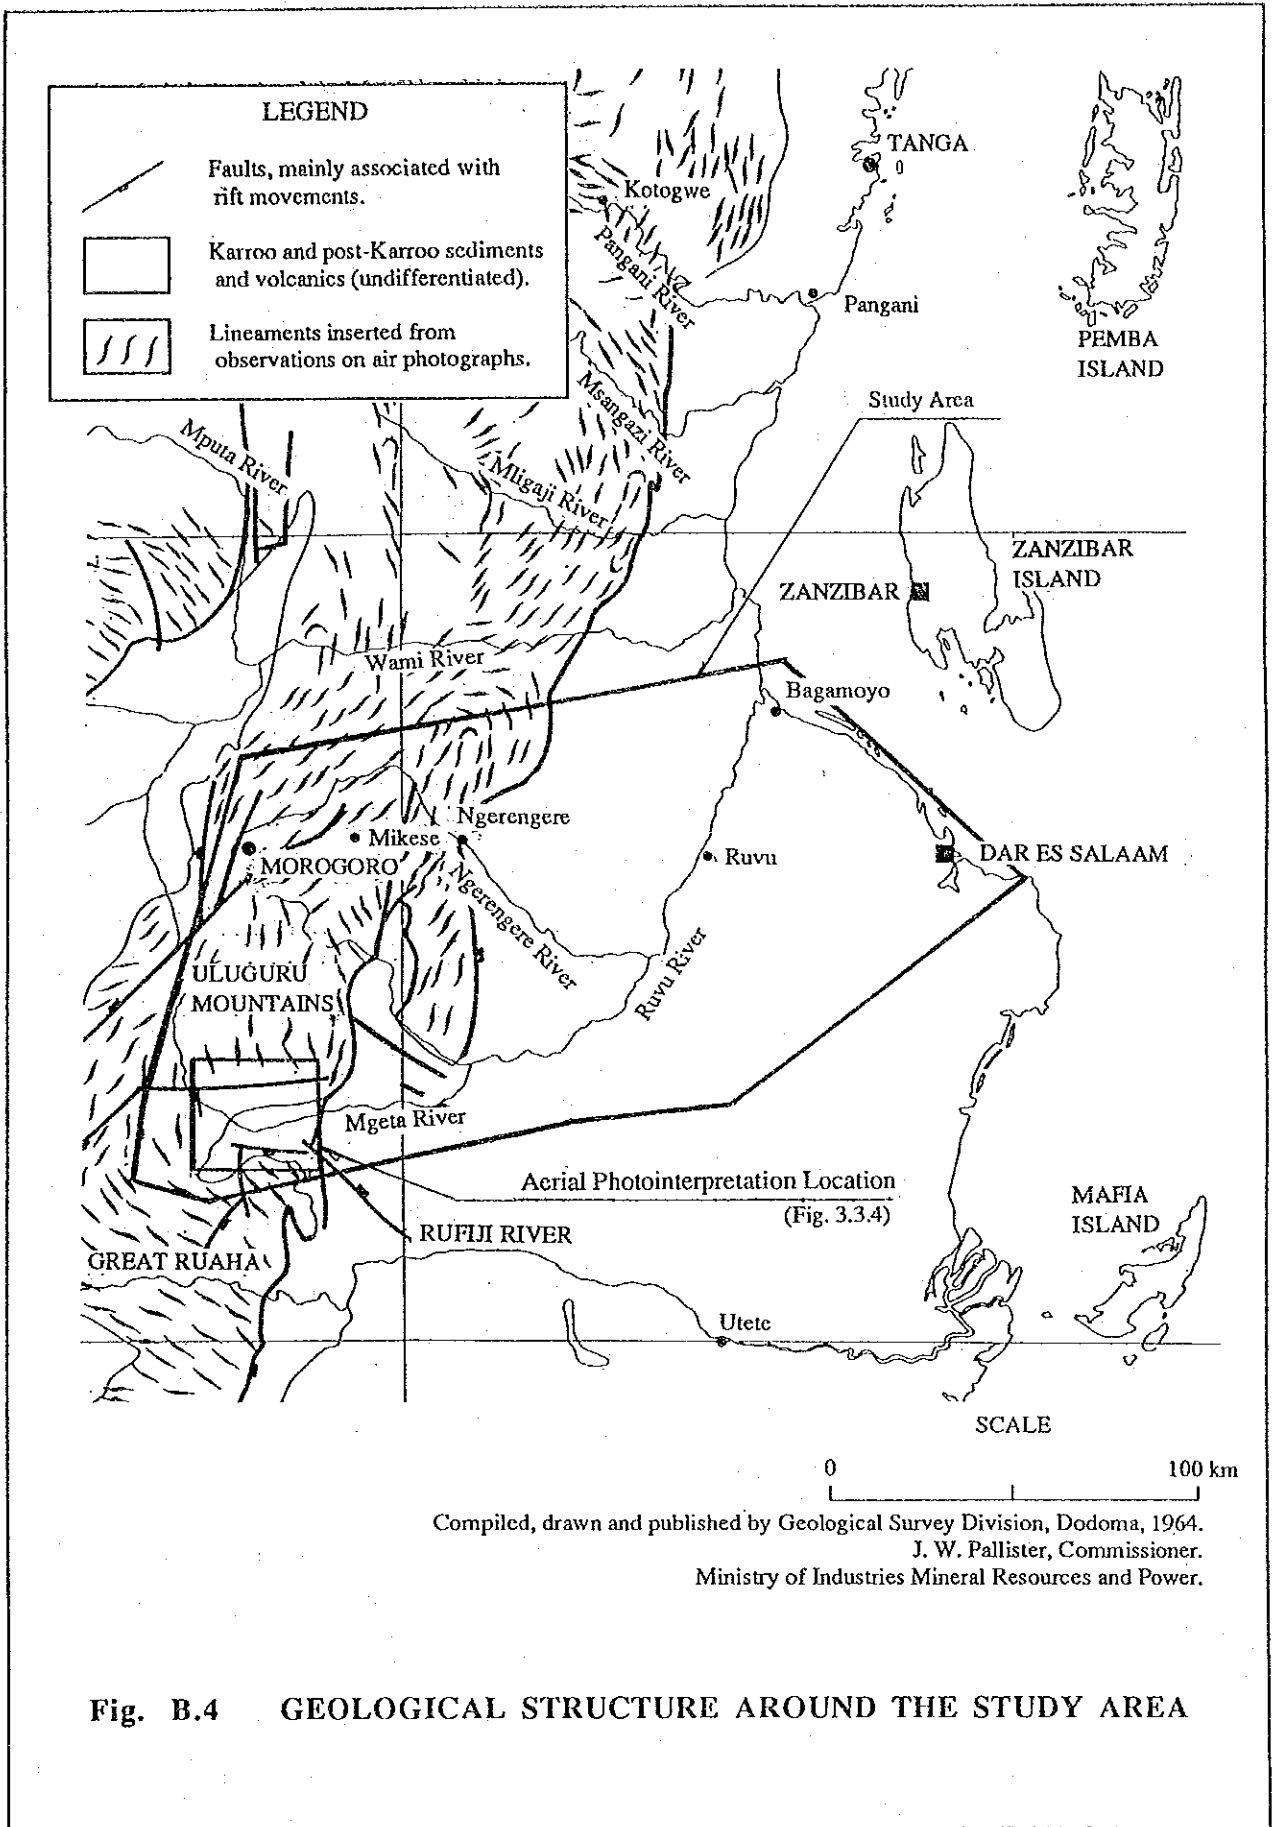 LEGEND
Faults, mainly associated with
rift movements.
Karroo and post-Karroo sediments
and volcanics (undifferentiated).
Lineaments inserted from
observations on air photographs.
TANGA
Kotogwe
Pangani River
Pangani
PEMBA
ISLAND
Study Area
Msangazi River
Mputa River
Mligaji River
ZANZIBAR
ISLAND
ZANZIBAR
Wami River
Bagamoyo
Ngerengere
Mikese
MOROGORO
Ruvu
DAR ES SALAAM
Ngerengere River
ULUGURU
MOUNTAINS
Ruvu River
Mgeta River
Aerial Photointerpretation Location
(Fig. 3.3.4)
MAFIA
ISLAND
RUFIJI RIVER
GREAT RUAHA
Utete
SCALE
0 100 km
Compiled, drawn and published by Geological Survey Division, Dodoma, 1964.
J. W. Pallister, Commissioner.
Ministry of Industries Mineral Resources and Power.
Fig. B.4 GEOLOGICAL STRUCTURE AROUND THE STUDY AREA